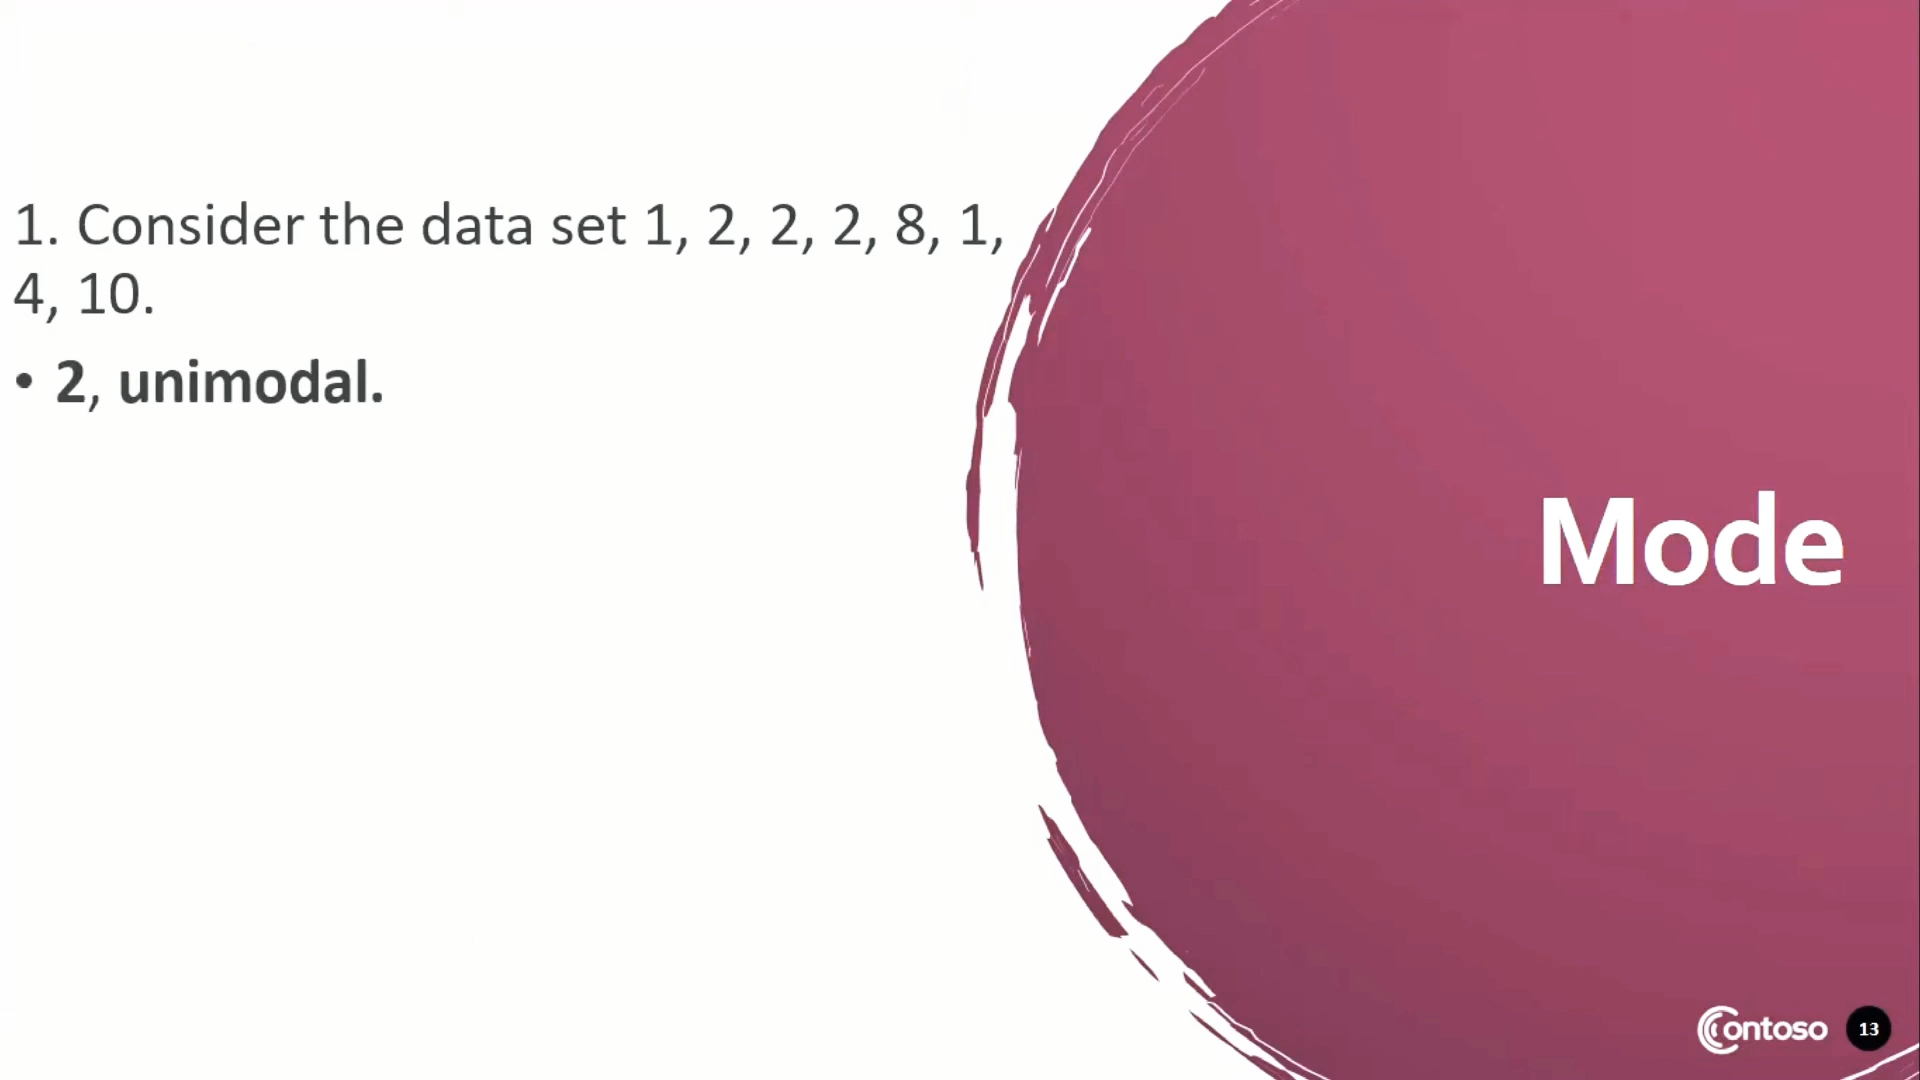 1. Consider the data set 1, 2, 2, 2, 8, 1,
4, 10.
• 2, unimodal.
Mode
Contoso
13